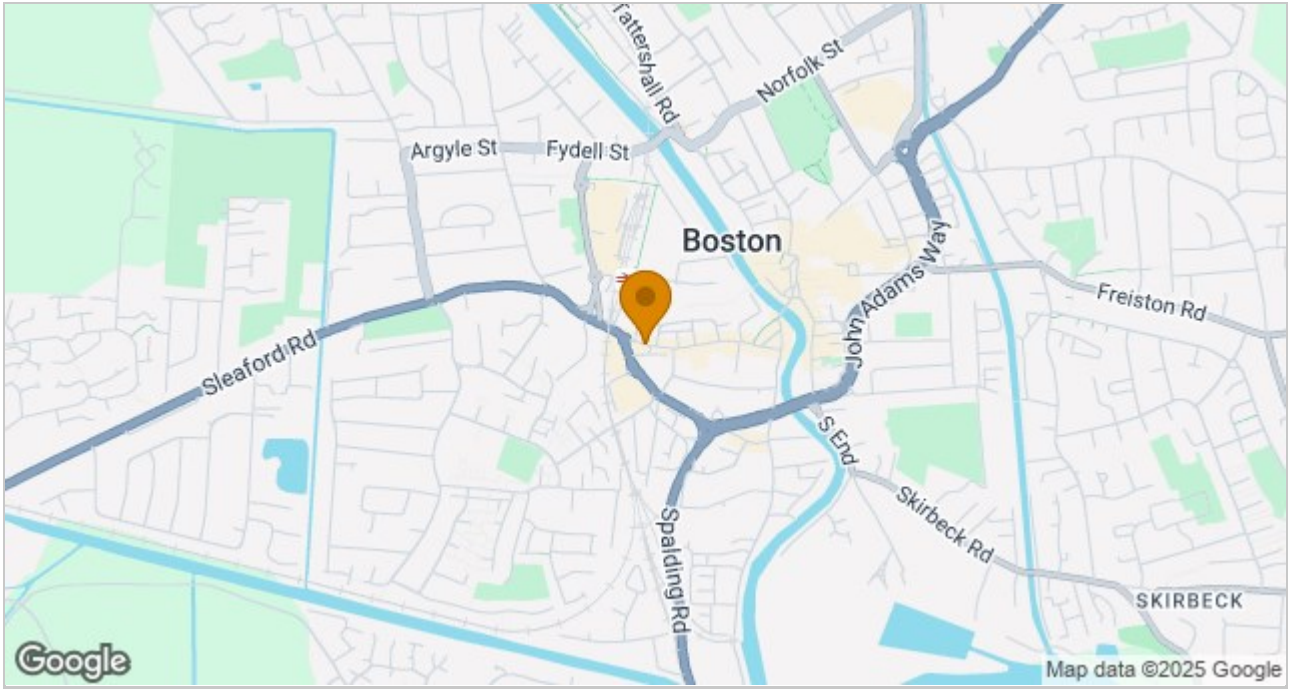 Tattershall Rd
Norfolk St
Argyle St
Fydell St
Boston
John Adams Way
Freiston Rd
Sleaford Rd
S End
Skirbeck Rd
Spalding Rd
SKIRBECK
Google
Map data ©2025 Google